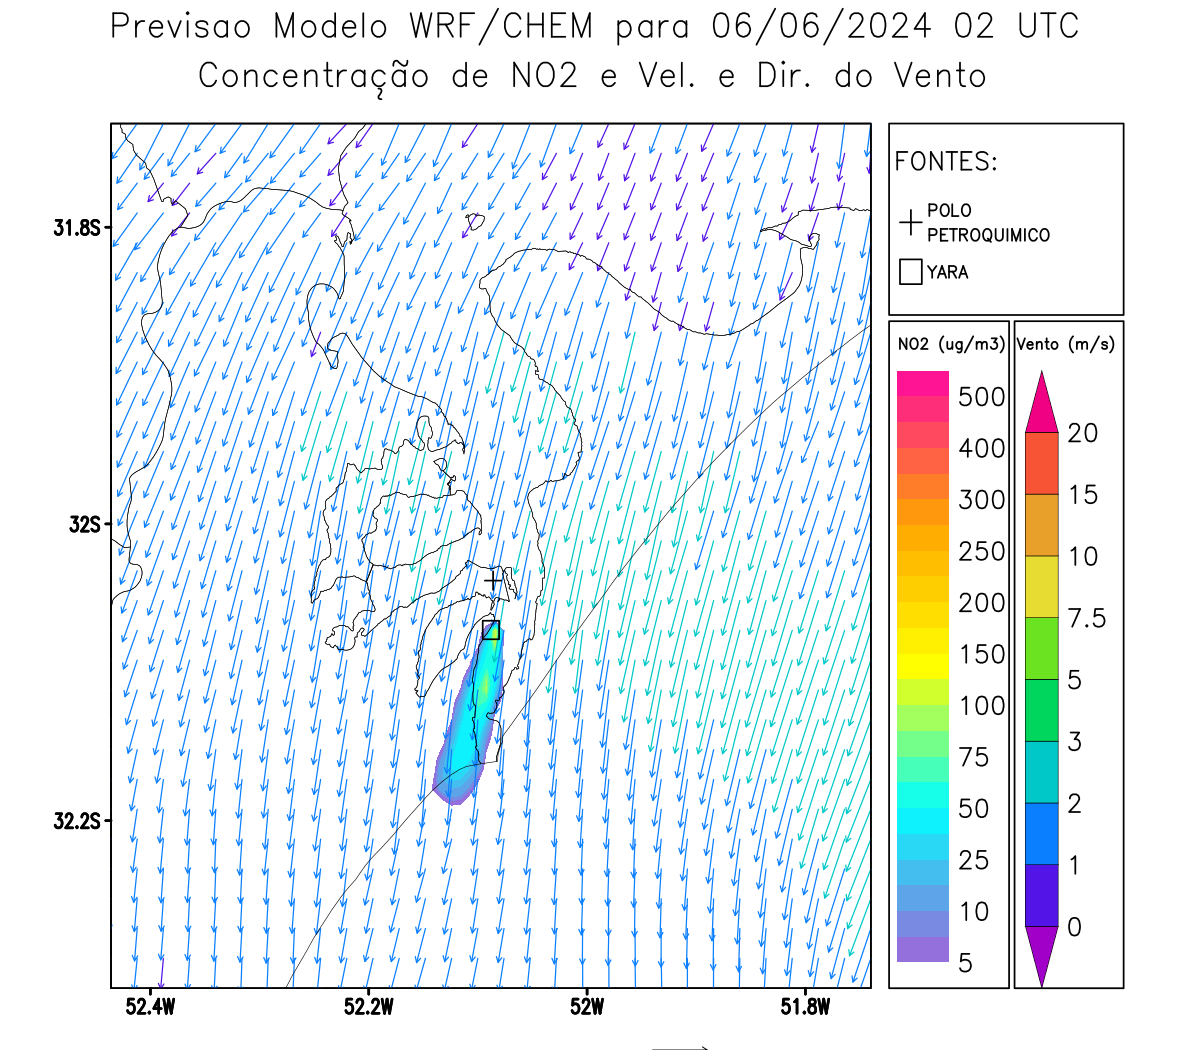 Previsao Modelo WRF/CHEM para 06/06/2024 02 UTC
Concentração de NO2 e Vel. e Dir. do Vento
FONTES:
POLO
PETROQUIMICO
YARA
NO2 (ug/m3)
500
400
300
250
200
150
100
75
50
25
10
5
Vento (m/s)
20
15
10
7.5
5
3
2
1
0
31.8S
32S
32.2S
52.4W
52.2W
52W
51.8W